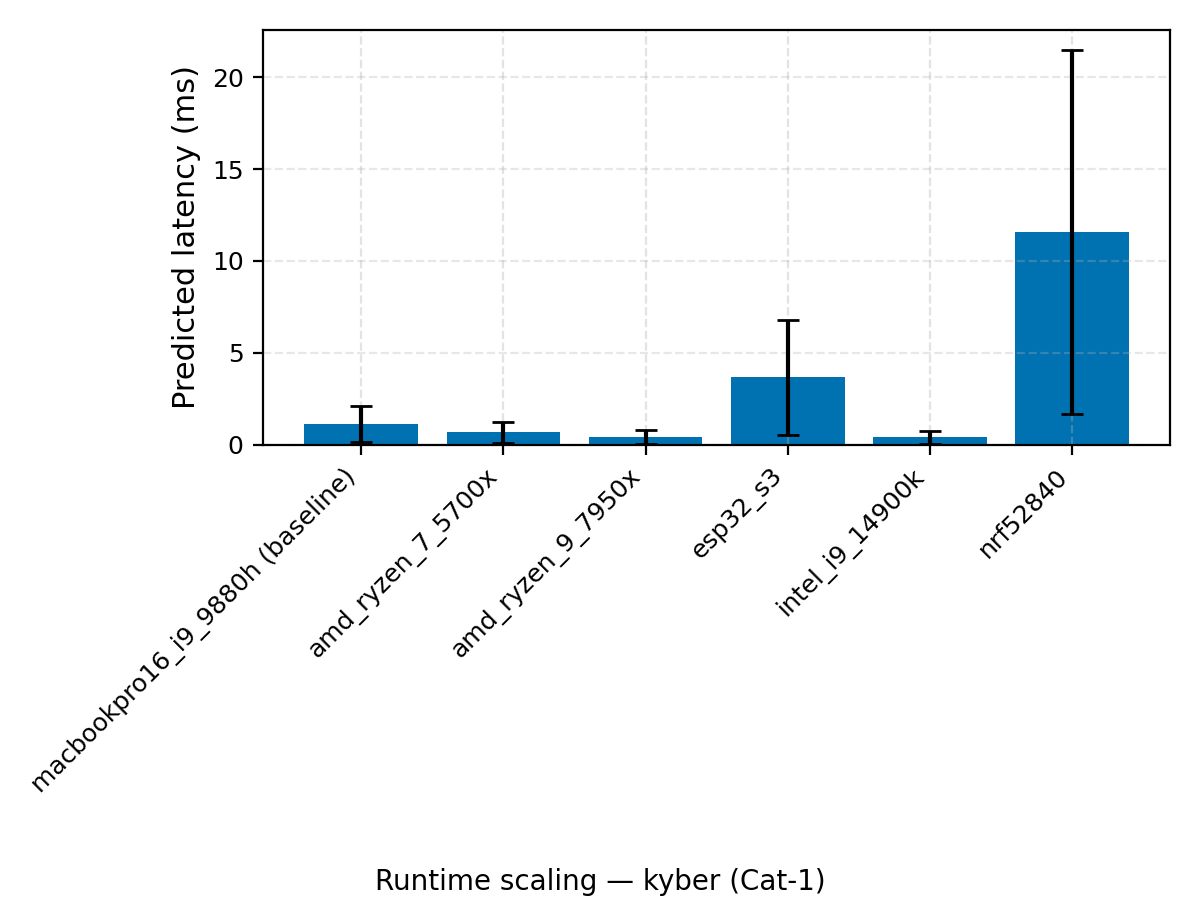 Predicted latency (ms)
20
15
10
5
0
macbookpro16_i9_9880h (baseline)
amd_ryzen_7_5700x
amd_ryzen_9_7950x
esp32_s3
intel_i9_14900k
nrf52840
Runtime scaling — kyber (Cat-1)